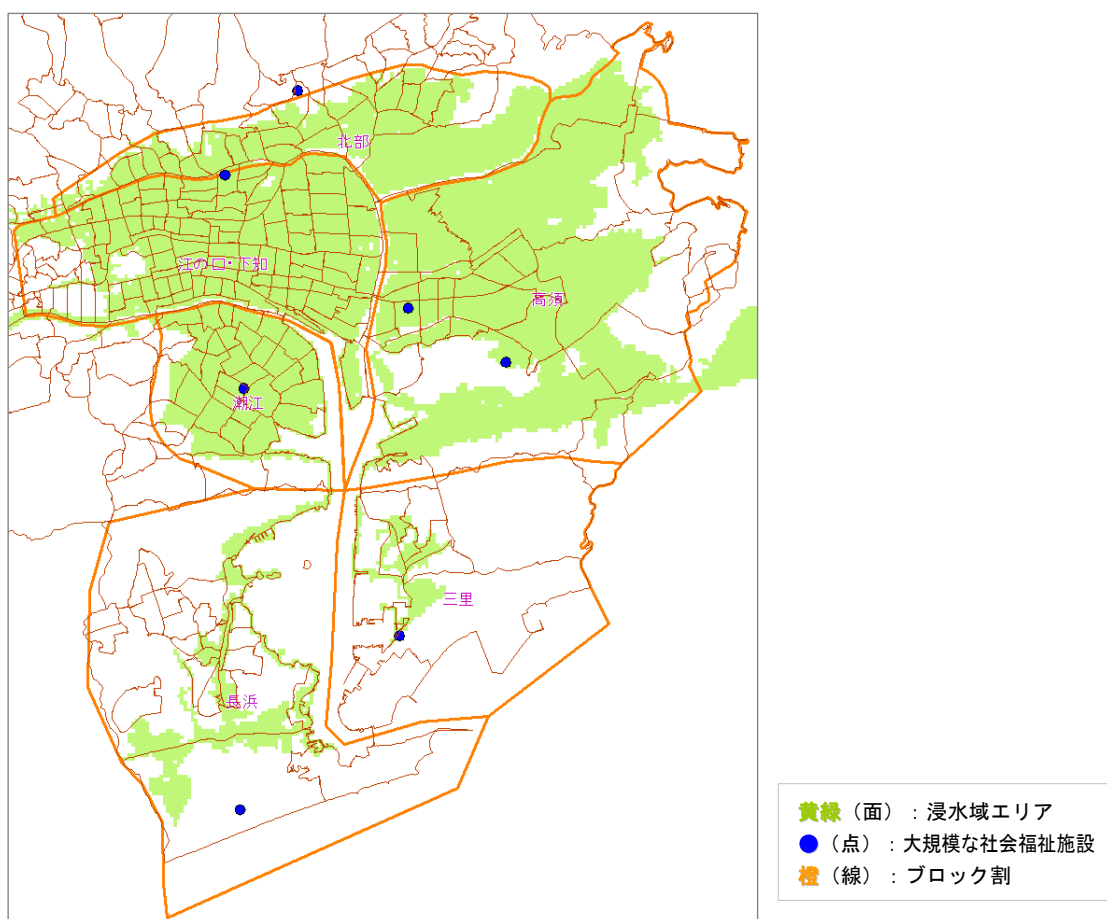 北部
江の口・下知
高須
潮江
三里
長浜
黄緑（面）：浸水域エリア
●（点）：大規模な社会福祉施設
橙（線）：ブロック割